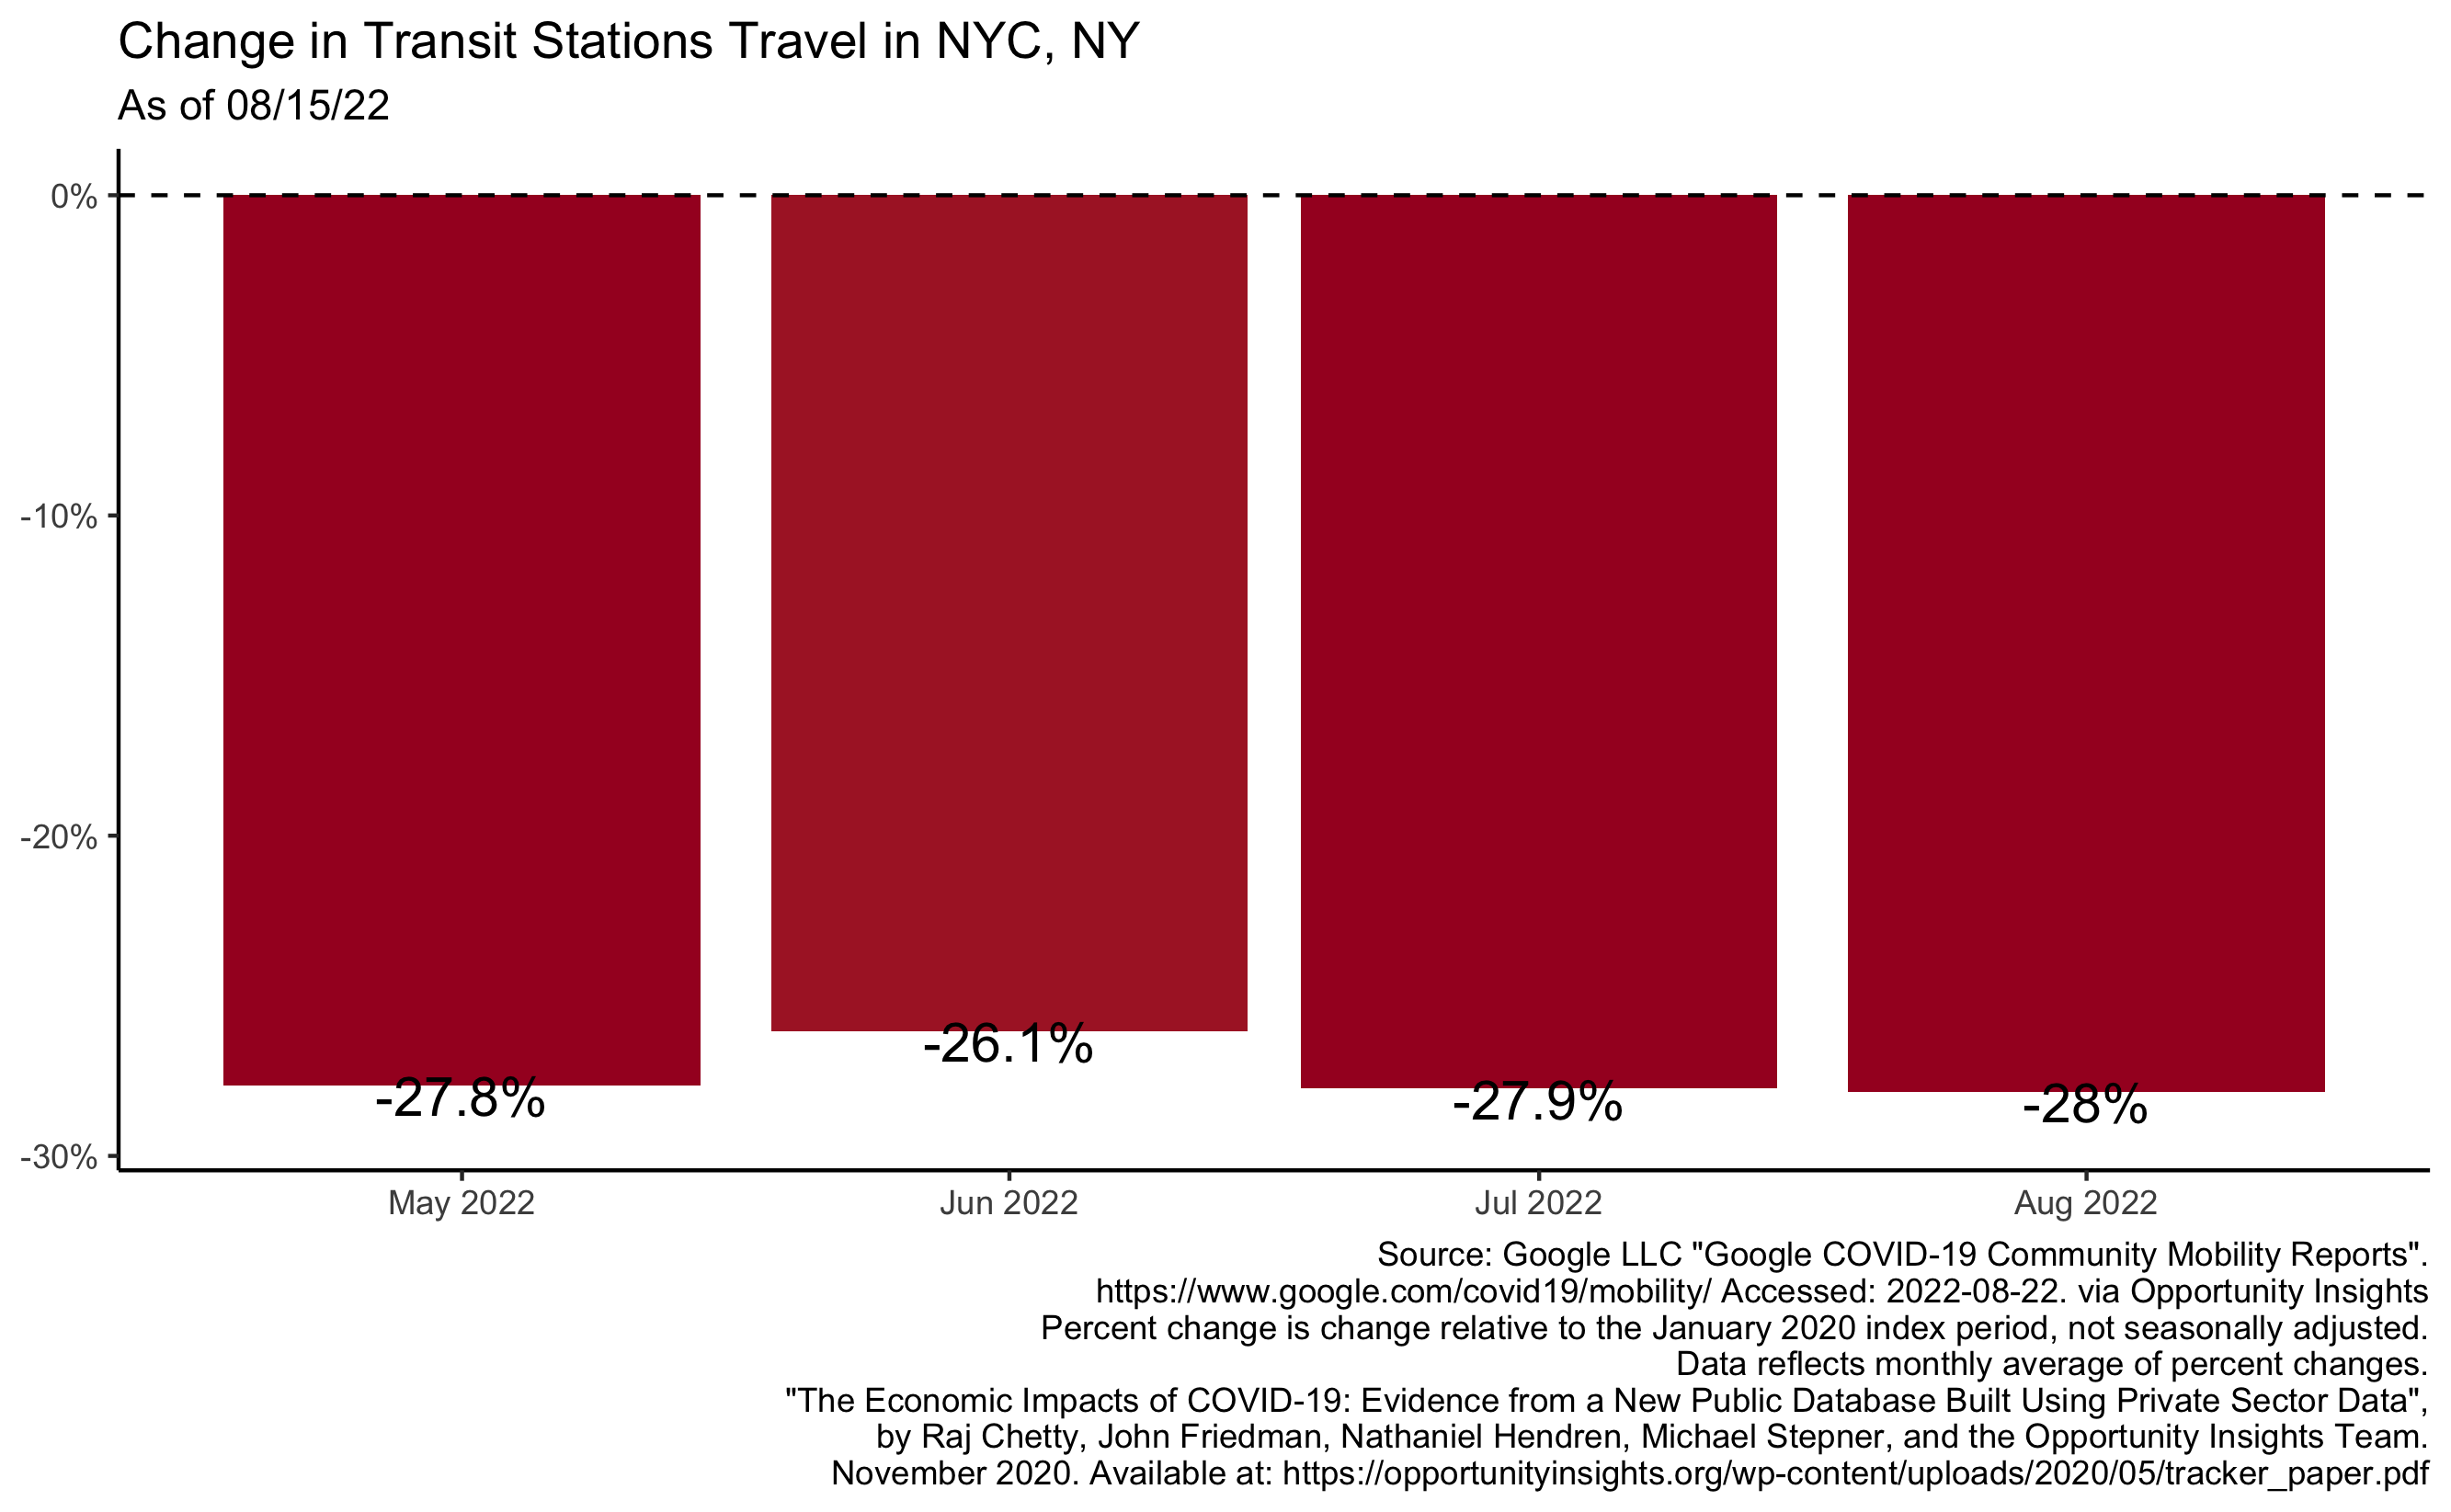 Change in Transit Stations Travel in NYC, NY
As of 08/15/22
0%
-10%
-20%
-30%
-27.8%
-26.1%
-27.9%
-28%
May 2022
Jun 2022
Jul 2022
Aug 2022
Source: Google LLC "Google COVID-19 Community Mobility Reports".
https://www.google.com/covid19/mobility/ Accessed: 2022-08-22. via Opportunity Insights
Percent change is change relative to the January 2020 index period, not seasonally adjusted.
Data reflects monthly average of percent changes.
"The Economic Impacts of COVID-19: Evidence from a New Public Database Built Using Private Sector Data",
by Raj Chetty, John Friedman, Nathaniel Hendren, Michael Stepner, and the Opportunity Insights Team.
November 2020. Available at: https://opportunityinsights.org/wp-content/uploads/2020/05/tracker_paper.pdf